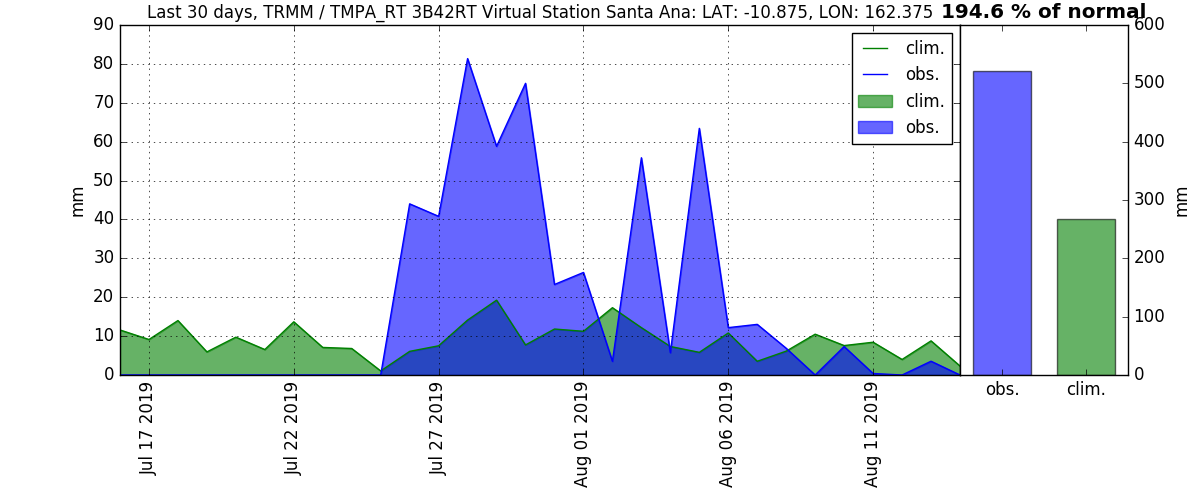 Last 30 days, TRMM / TMPA_RT 3B42RT Virtual Station Santa Ana: LAT: -10.875, LON: 162.375 194.6 % of normal
90
80
70
60
50
40
30
20
10
0
mm
clim.
obs.
clim.
obs.
600
500
400
300
200
100
0
mm
obs.
clim.
Jul 17 2019
Jul 22 2019
Jul 27 2019
Aug 01 2019
Aug 06 2019
Aug 11 2019